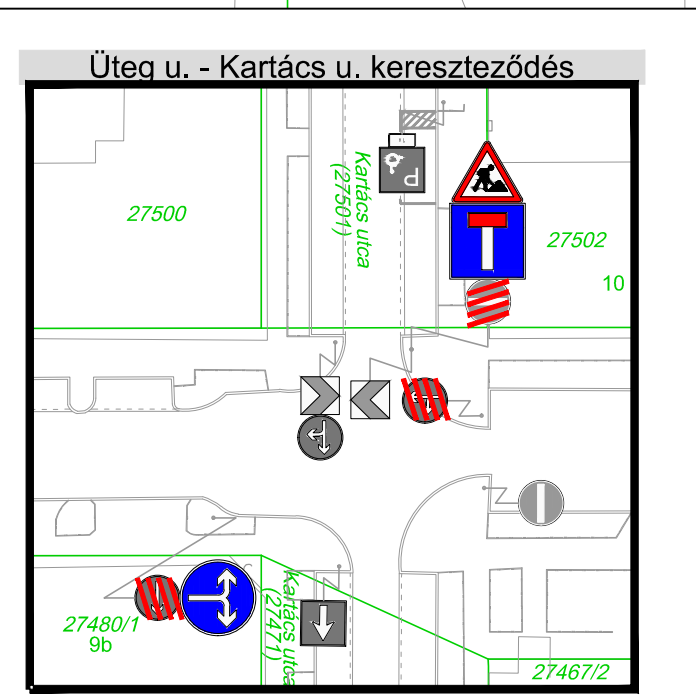 Üteg u. - Kartács u. kereszteződés
P
Kartács utca
(27501)
27500
27502
10
27480/1
9b
Kartács utca
(27471)
27467/2